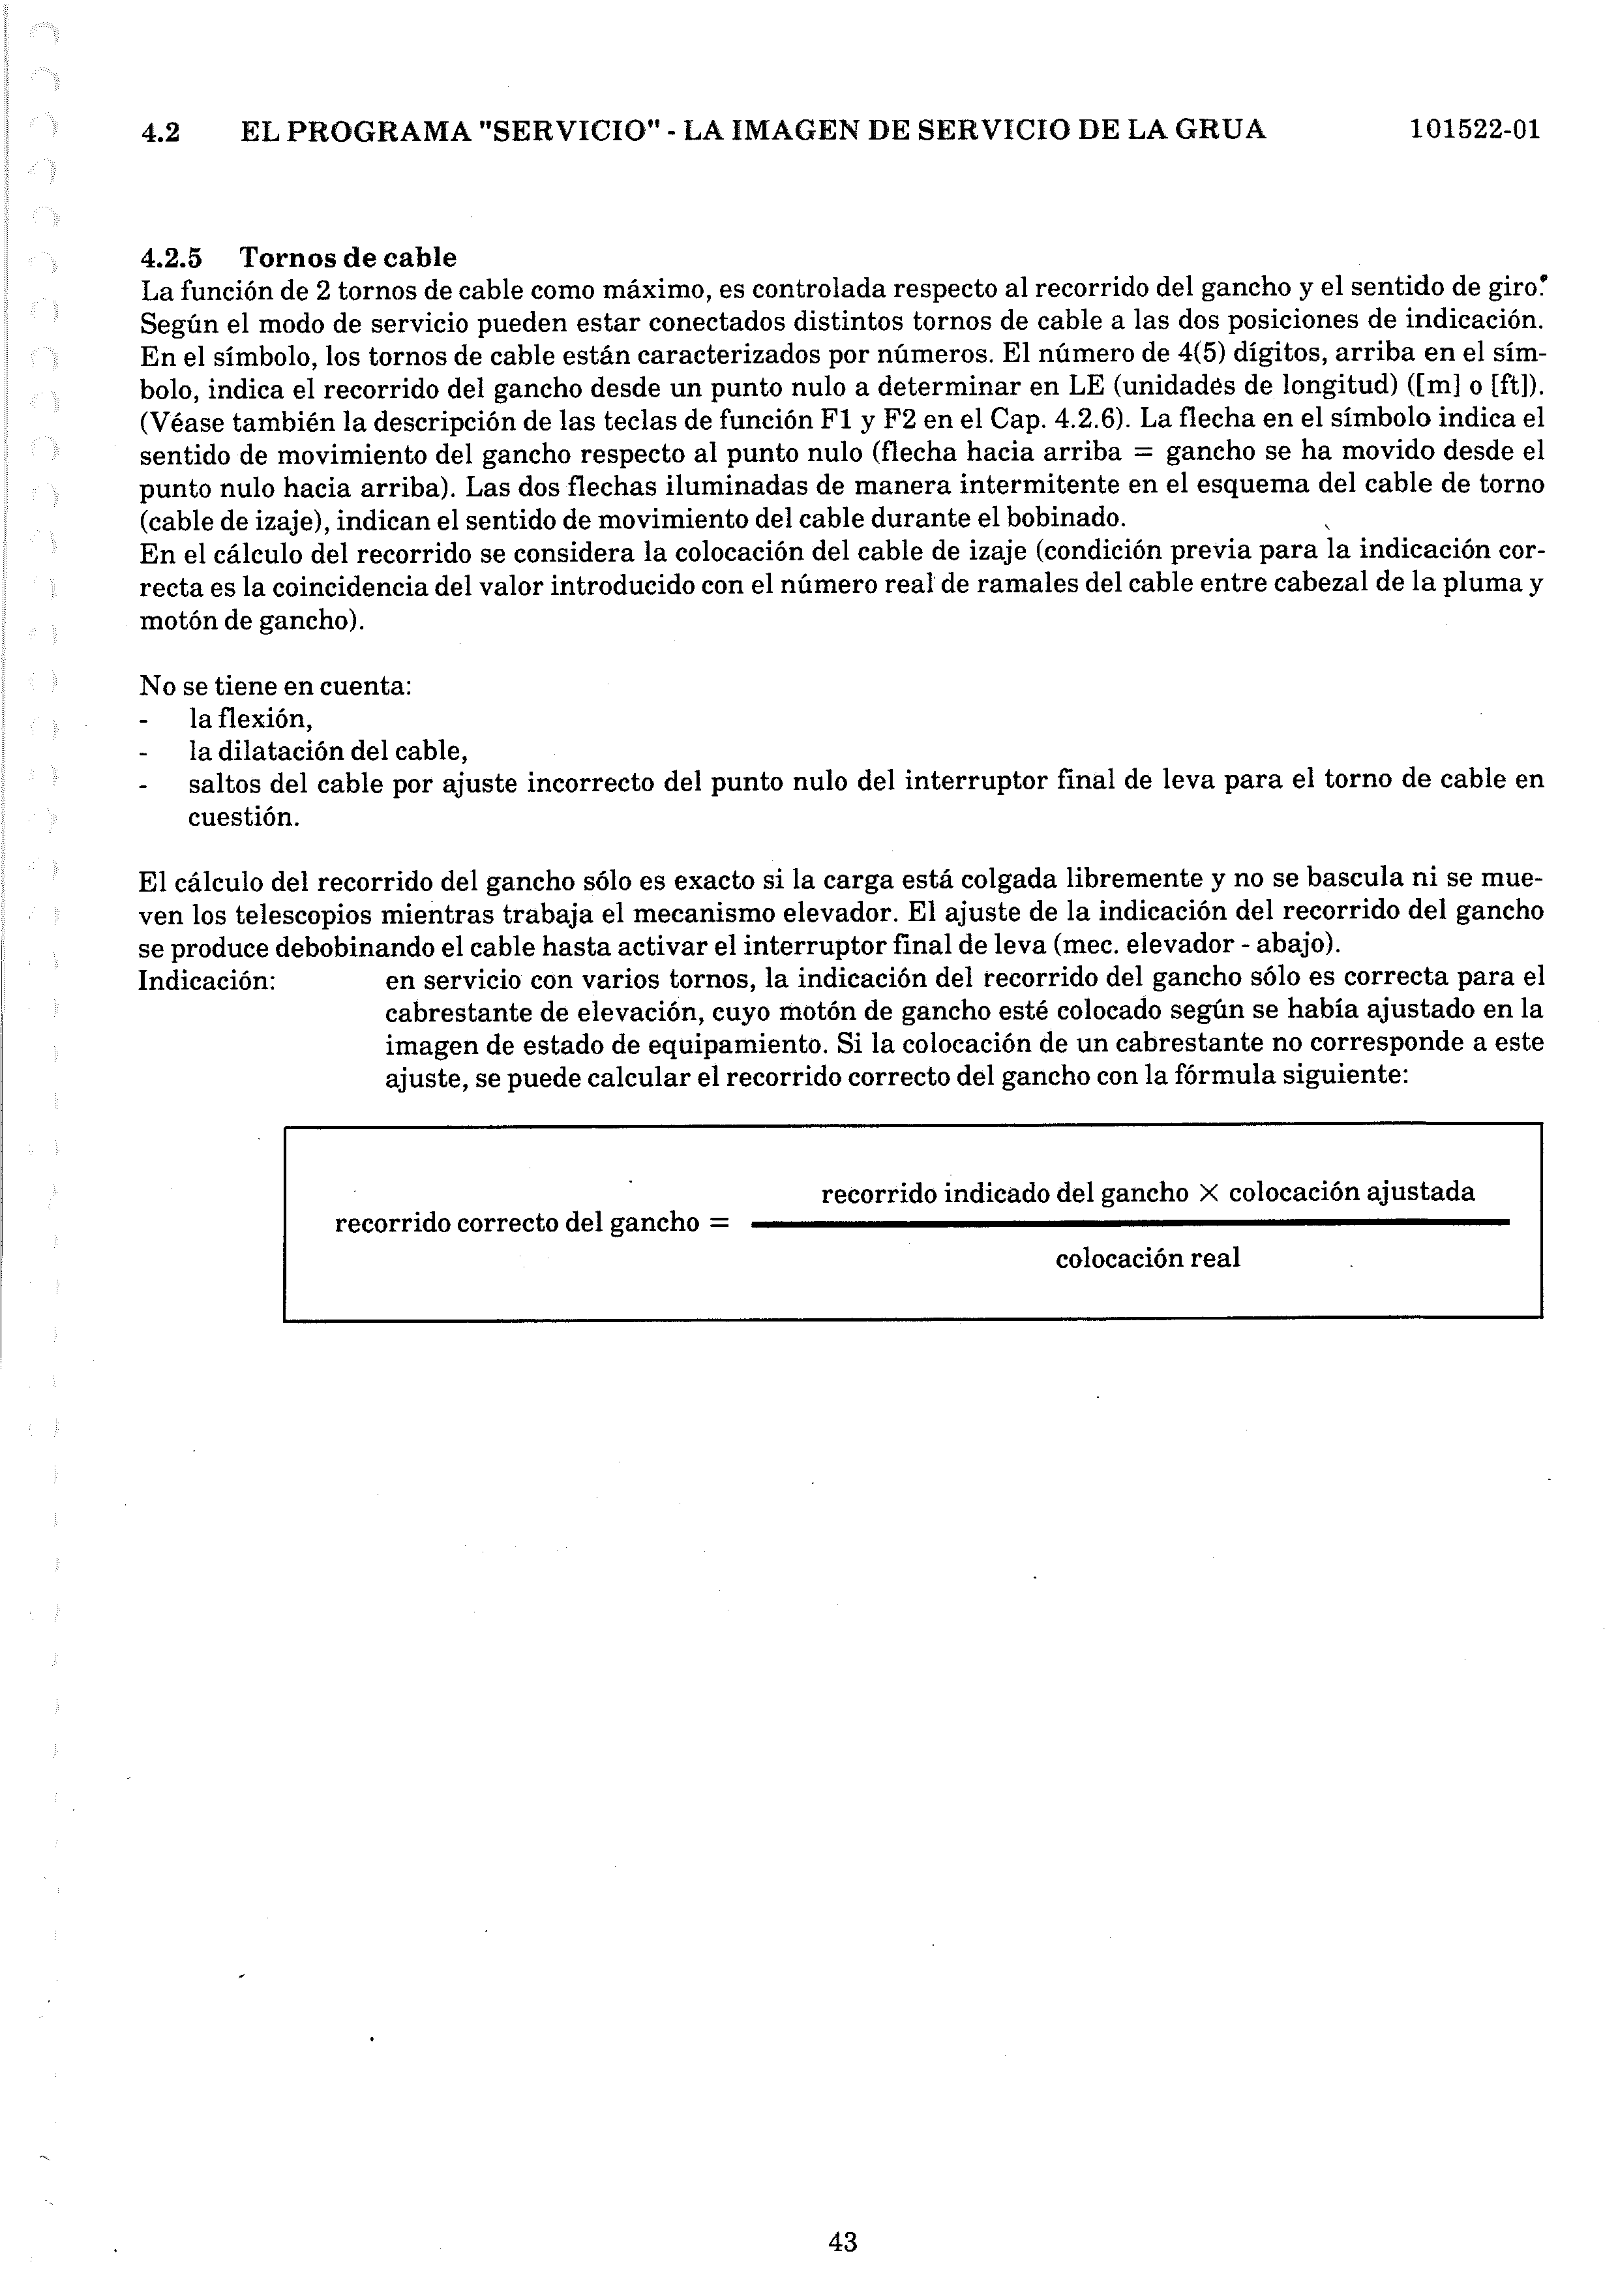 4.2 EL PROGRAMA "SERVICIO" - LA IMAGEN DE SERVICIO DE LA GRUA 101522-01
4.2.5 Tornos de cable
La función de 2 tornos de cable como máximo, es controlada respecto al recorrido del gancho y el sentido de giro.
Según el modo de servicio pueden estar conectados distintos tornos de cable a las dos posiciones de indicación.
En el símbolo, los tornos de cable están caracterizados por números. El número de 4(5) dígitos, arriba en el sím-
bolo, indica el recorrido del gancho desde un punto nulo a determinar en LE (unidades de longitud) ([m] o [ft]).
(Véase también la descripción de las teclas de función F1 y F2 en el Cap. 4.2.6). La flecha en el símbolo indica el
sentido de movimiento del gancho respecto al punto nulo (flecha hacia arriba = gancho se ha movido desde el
punto nulo hacia arriba). Las dos flechas iluminadas de manera intermitente en el esquema del cable de torno
(cable de izaje), indican el sentido de movimiento del cable durante el bobinado.
En el cálculo del recorrido se considera la colocación del cable de izaje (condición previa para la indicación cor-
recta es la coincidencia del valor introducido con el número real de ramales del cable entre cabezal de la pluma y
motón de gancho).
No se tiene en cuenta:
- la flexión,
- la dilatación del cable,
- saltos del cable por ajuste incorrecto del punto nulo del interruptor final de leva para el torno de cable en
cuestión.
El cálculo del recorrido del gancho sólo es exacto si la carga está colgada libremente y no se bascula ni se mue-
ven los telescopios mientras trabaja el mecanismo elevador. El ajuste de la indicación del recorrido del gancho
se produce debobinando el cable hasta activar el interruptor final de leva (mec. elevador - abajo).
Indicación: en servicio con varios tornos, la indicación del recorrido del gancho sólo es correcta para el
cabrestante de elevación, cuyo motón de gancho esté colocado según se había ajustado en la
imagen de estado de equipamiento. Si la colocación de un cabrestante no corresponde a este
ajuste, se puede calcular el recorrido correcto del gancho con la fórmula siguiente:
recorrido indicado del gancho X colocación ajustada
recorrido correcto del gancho =
colocación real
43